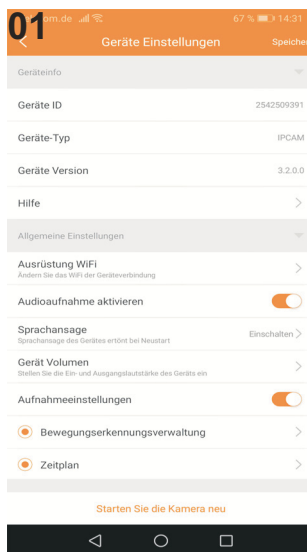 01
om.de 67 % 14:31
Geräte Einstellungen
Geräteinfo
Geräte ID 2542509391
Geräte-Typ IPCAM
Geräte Version 3.2.0.0
Hilfe
Allgemeine Einstellungen
Ausrüstung WiFi
Ändern Sie das WiFi der Geräteverbindung
Audioaufnahme aktivieren
Sprachansage Einschalten
Sprachansage des Gerätes ertönt bei Neustart
Gerät Volumen
Stellen Sie die Ein- und Ausgangslautstärke des Geräts ein
Aufnahmeeinstellungen
Bewegungserkennungsverwaltung
Zeitplan
Starten Sie die Kamera neu